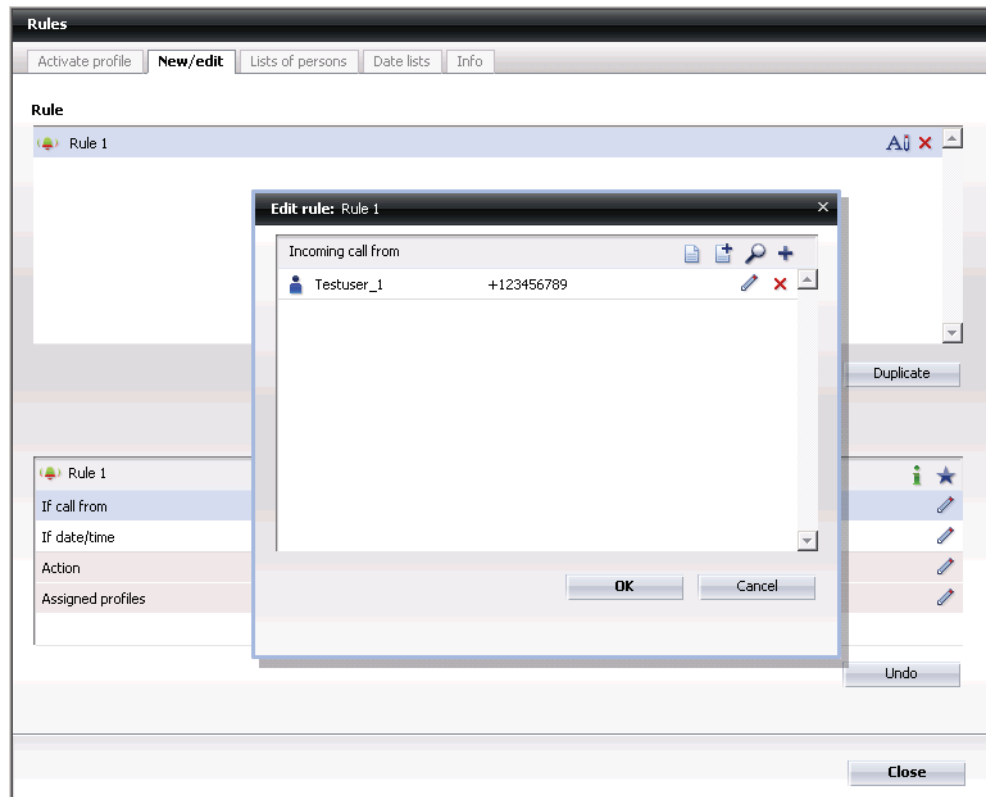 Rules
Activate profile New/edit Lists of persons Date lists Info
Rule
Rule 1
Edit rule: Rule 1
Incoming call from
Testuser_1 +123456789
Duplicate
Rule 1
If call from
If date/time
Action
Assigned profiles
OK Cancel
Undo
Close